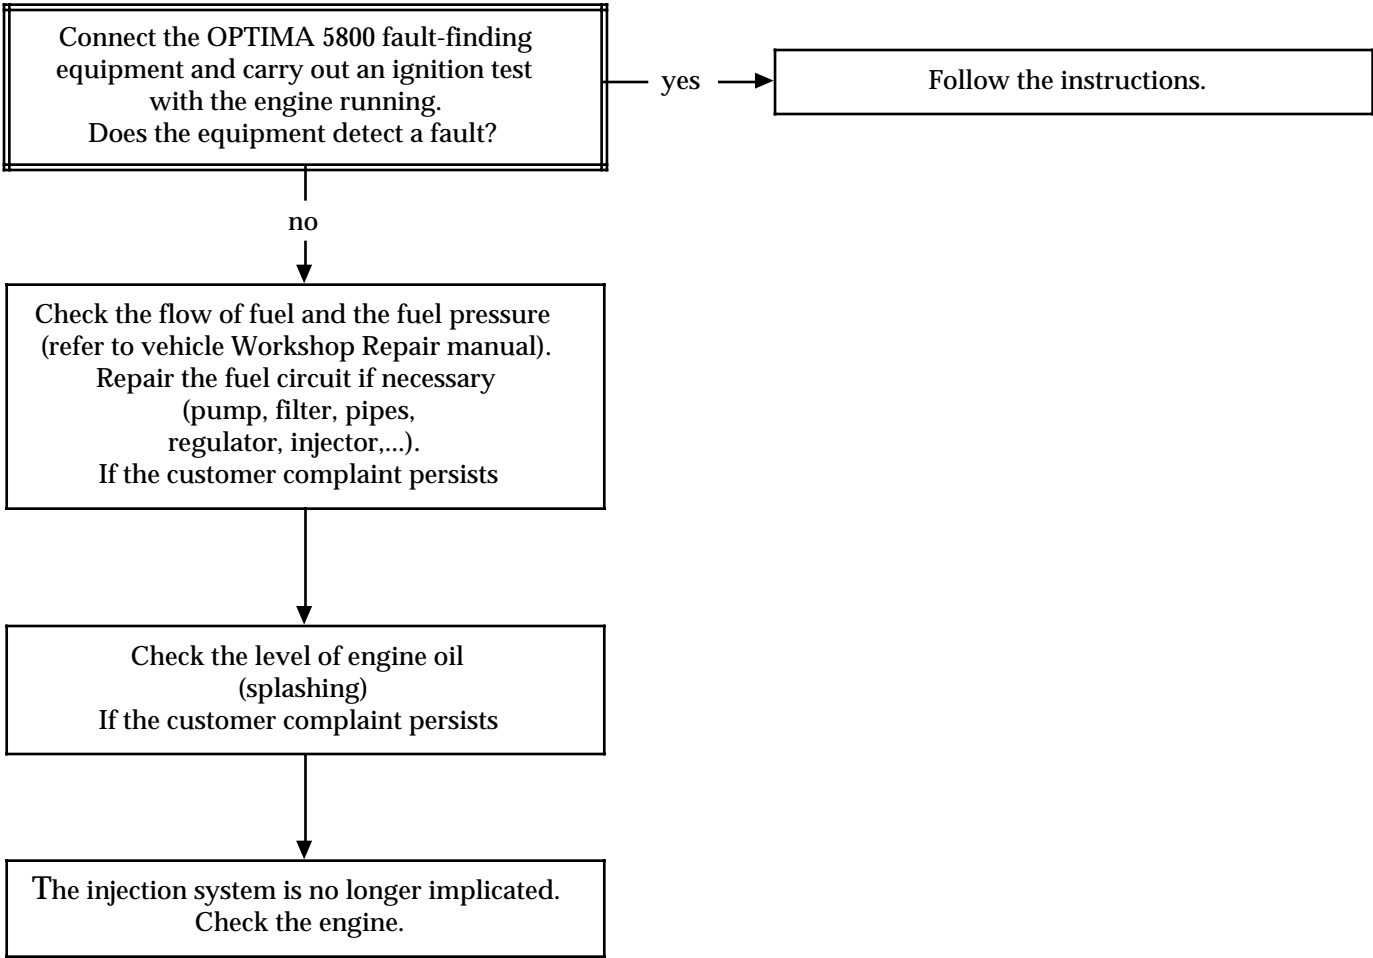 Connect the OPTIMA 5800 fault-finding
equipment and carry out an ignition test
with the engine running.
Does the equipment detect a fault?
yes
Follow the instructions.
no
Check the flow of fuel and the fuel pressure
(refer to vehicle Workshop Repair manual).
Repair the fuel circuit if necessary
(pump, filter, pipes,
regulator, injector,...).
If the customer complaint persists
Check the level of engine oil
(splashing)
If the customer complaint persists
The injection system is no longer implicated.
Check the engine.